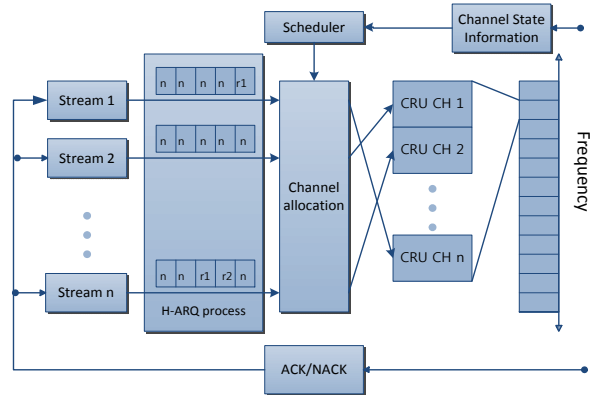 Scheduler
Channel State
Information
n n n n r1
Stream 1
CRU CH 1
n n n n n
Stream 2
CRU CH 2
Channel
allocation
Frequency
CRU CH n
n n r1 r2 n
Stream n
H-ARQ process
ACK/NACK